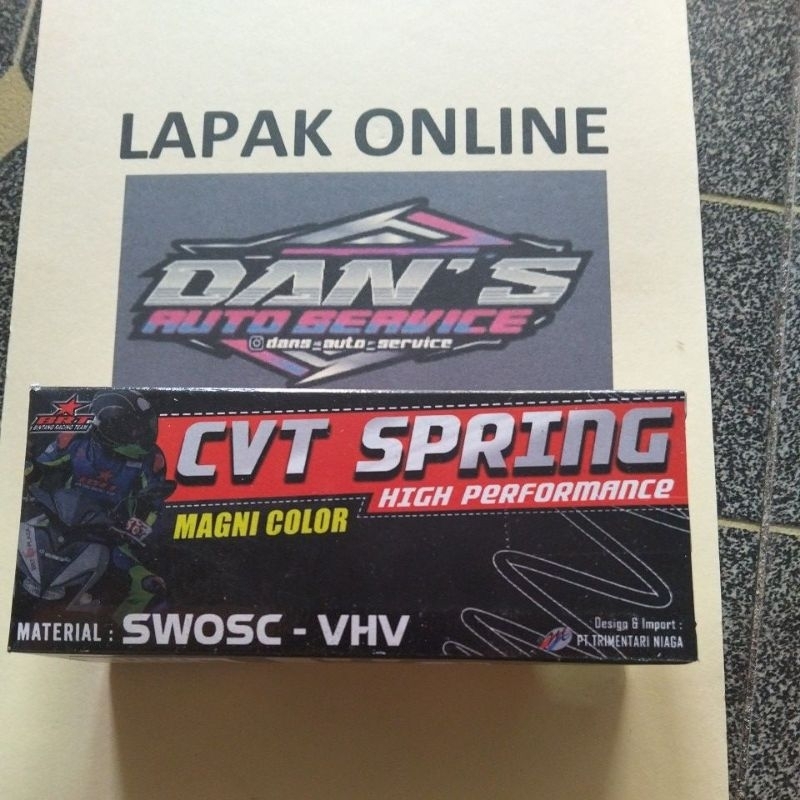 LAPAK ONLINE
DAN'S
AUTO SERVICE
dans_auto_service
BRT
BINTANG RACING TEAM
CVT SPRING
HIGH PERFORMANCE
MAGNI COLOR
MATERIAL : SWOSC - VHV
Design & Import :
PT.TRIMENTARI NIAGA